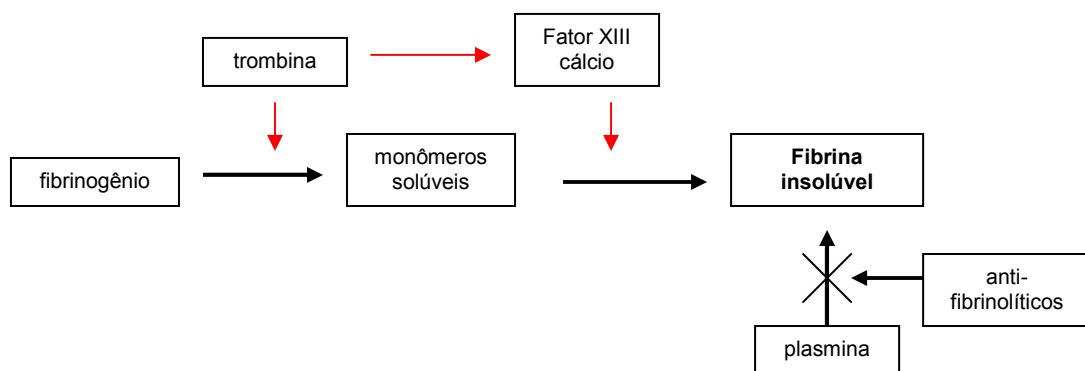 trombina
Fator XIII
cálcio
fibrinogênio
monômeros
solúveis
Fibrina
insolúvel
anti-
fibrinolíticos
plasmina